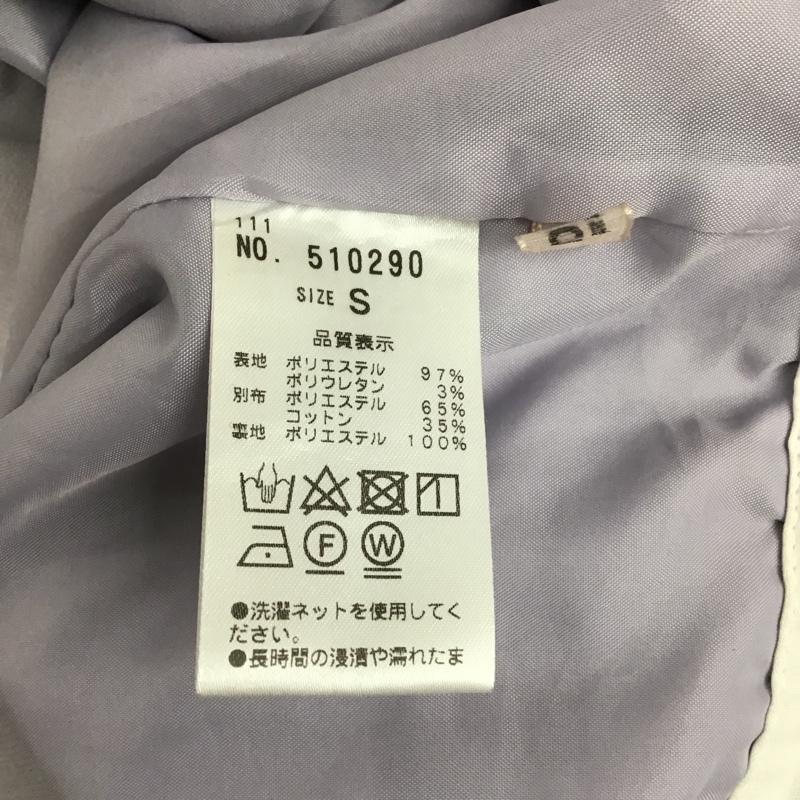 111
NO. 510290
SIZE S
品質表示
表地 ポリエステル 97%
ポリウレタン 3%
別布 ポリエステル 65%
コットン 35%
裏地 ポリエステル 100%
F W
●洗濯ネットを使用してく
ださい。
●長時間の浸漬や濡れたま